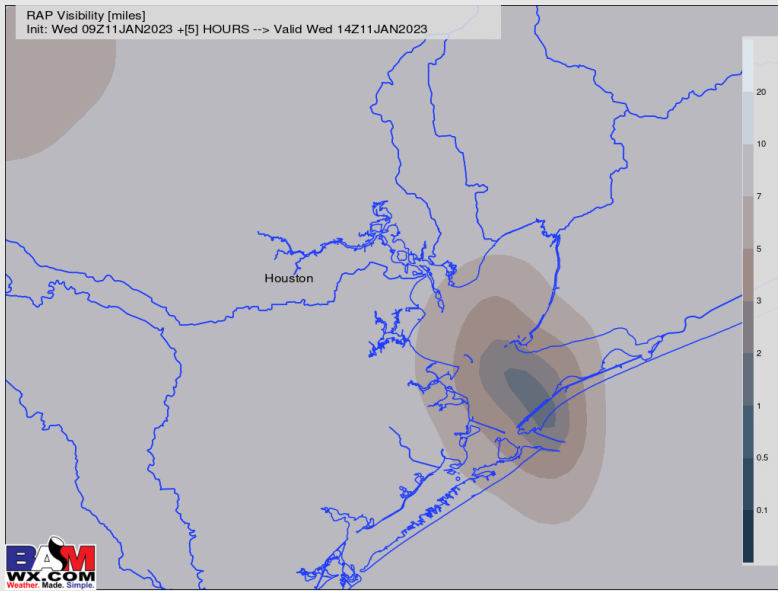 RAP Visibility [miles]
Init: Wed 09Z11JAN2023 +[5] HOURS --> Valid Wed 14Z11JAN2023
20
10
7
5
3
2
1
0.5
0.1
Houston
BAM
WX.COM
Weather. Made. Simple.